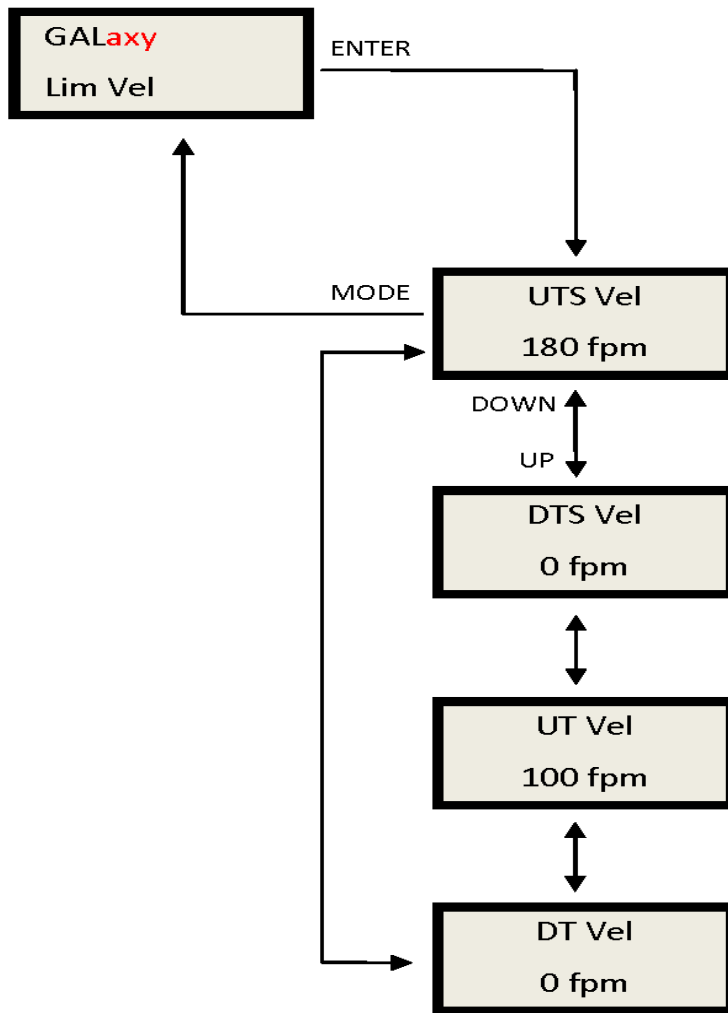 GALaxy
Lim Vel
ENTER
MODE
UTS Vel
180 fpm
DOWN
UP
DTS Vel
0 fpm
UT Vel
100 fpm
DT Vel
0 fpm